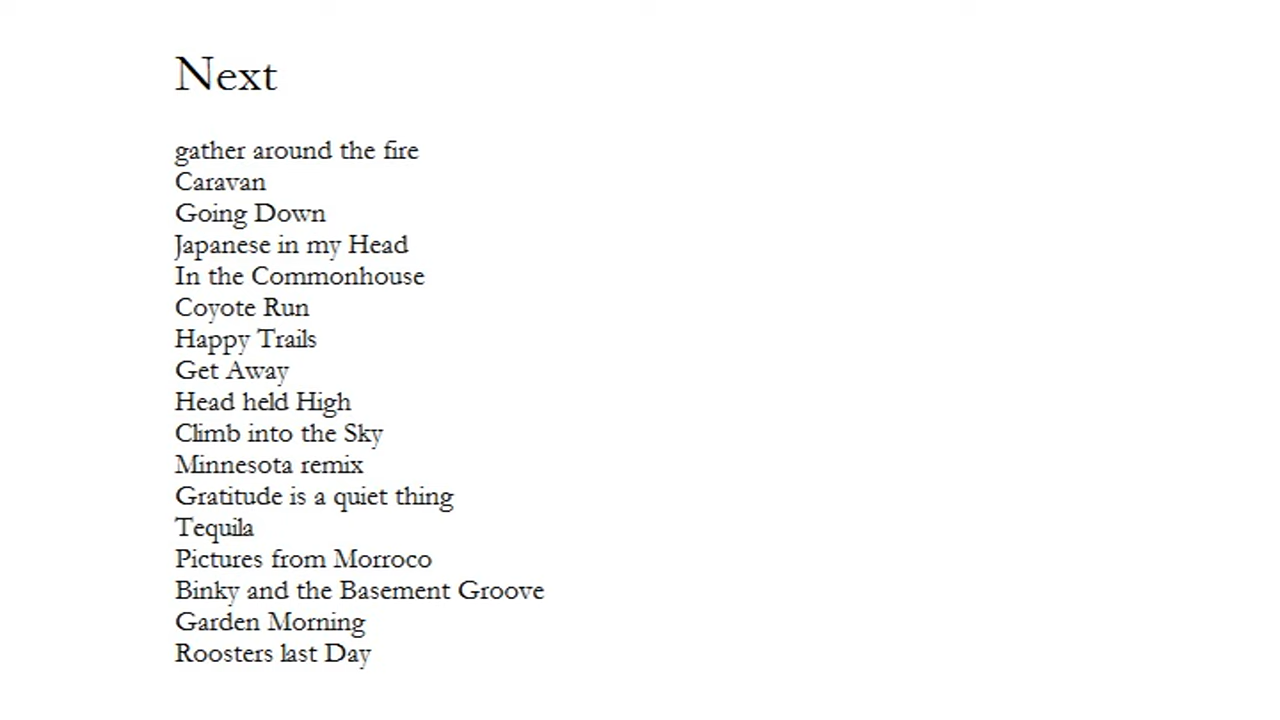 Next
gather around the fire
Caravan
Going Down
Japanese in my Head
In the Commonhouse
Coyote Run
Happy Trails
Get Away
Head held High
Climb into the Sky
Minnesota remix
Gratitude is a quiet thing
Tequila
Pictures from Morroco
Binky and the Basement Groove
Garden Morning
Roosters last Day